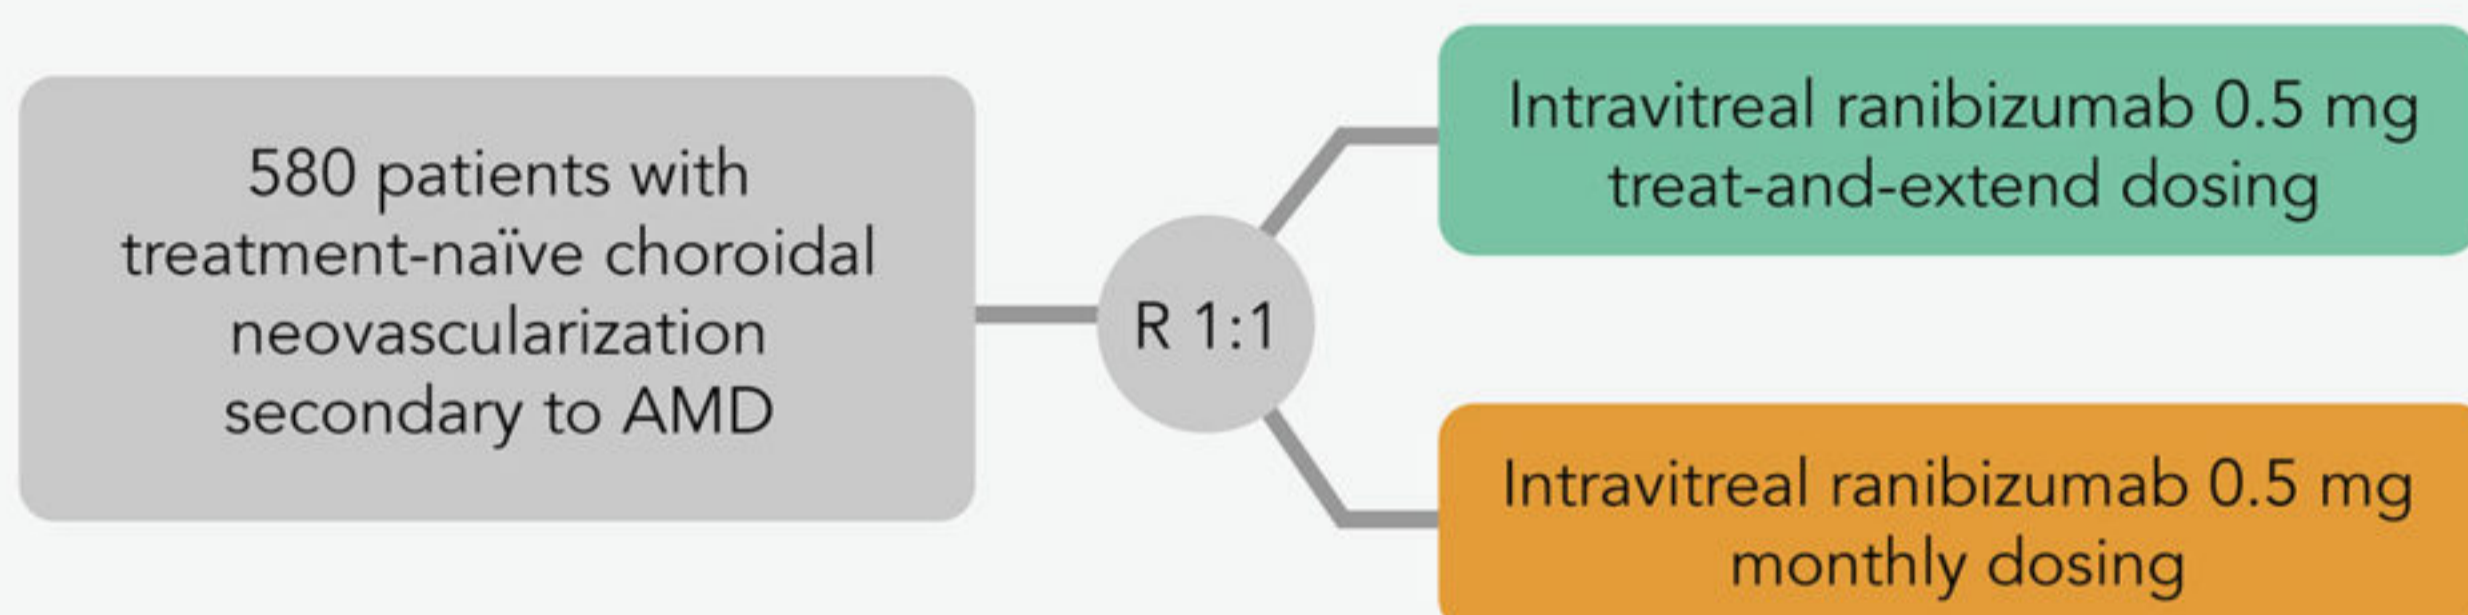 580 patients with
treatment-naïve choroidal
neovascularization
secondary to AMD
R 1:1
Intravitreal ranibizumab 0.5 mg
treat-and-extend dosing
Intravitreal ranibizumab 0.5 mg
monthly dosing